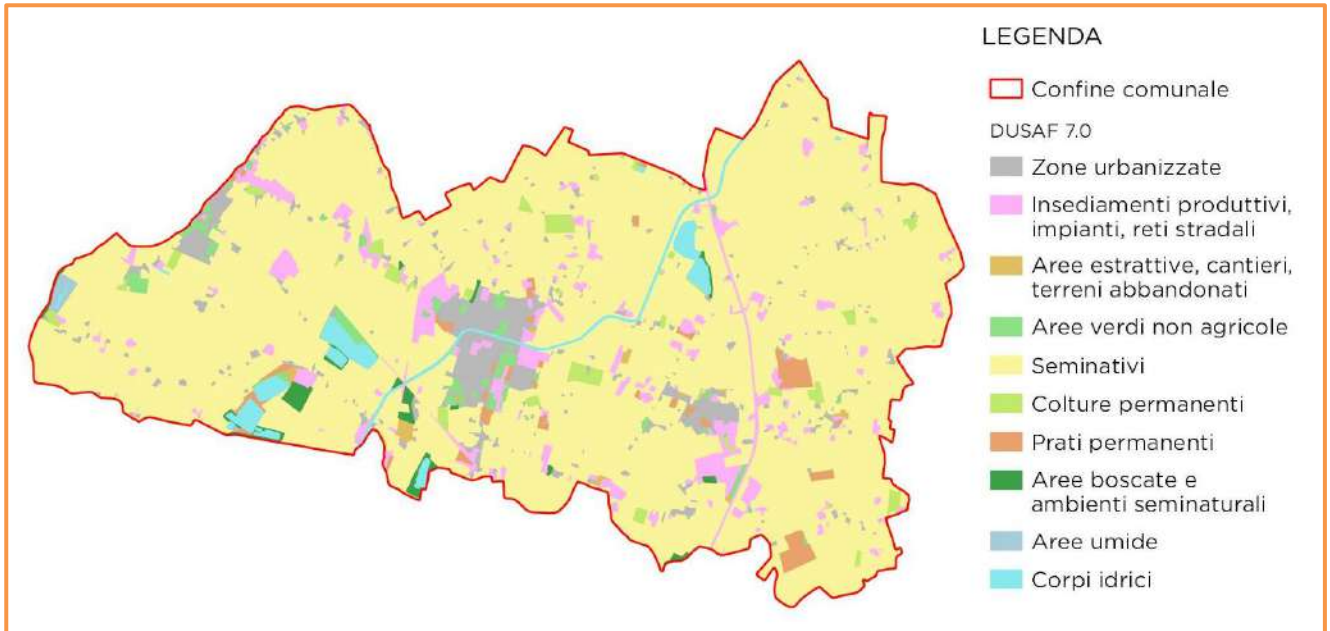 LEGENDA
Confine comunale
DUSAF 7.0
Zone urbanizzate
Insediamenti produttivi,
impianti, reti stradali
Aree estrattive, cantieri,
terreni abbandonati
Aree verdi non agricole
Seminativi
Colture permanenti
Prati permanenti
Aree boscate e
ambienti seminaturali
Aree umide
Corpi idrici